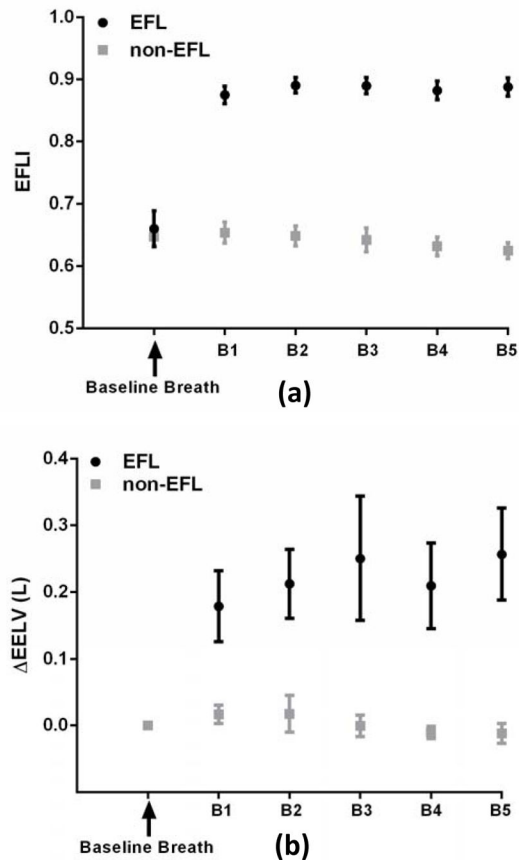 EFL
non-EFL
1.0
0.9
0.8
0.7
0.6
0.5
EFLI
B1 B2 B3 B4 B5
Baseline Breath
(a)
EFL
non-EFL
0.4
0.3
0.2
0.1
0.0
ΔEELV (L)
B1 B2 B3 B4 B5
Baseline Breath
(b)